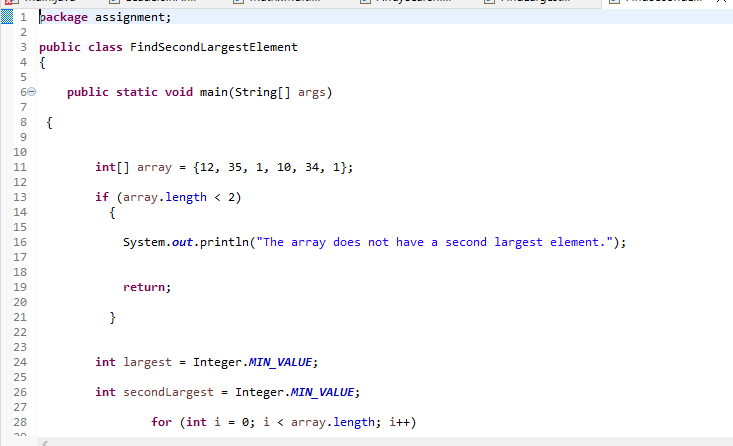 1 package assignment;
2
3 public class FindSecondLargestElement
4 {
5
6 public static void main(String[] args)
7
8 {
9
10
11 int[] array = {12, 35, 1, 10, 34, 1};
12
13 if (array.length < 2)
14 {
15
16 System.out.println("The array does not have a second largest element.");
17
18
19 return;
20
21 }
22
23
24 int largest = Integer.MIN_VALUE;
25
26 int secondLargest = Integer.MIN_VALUE;
27
28 for (int i = 0; i < array.length; i++)